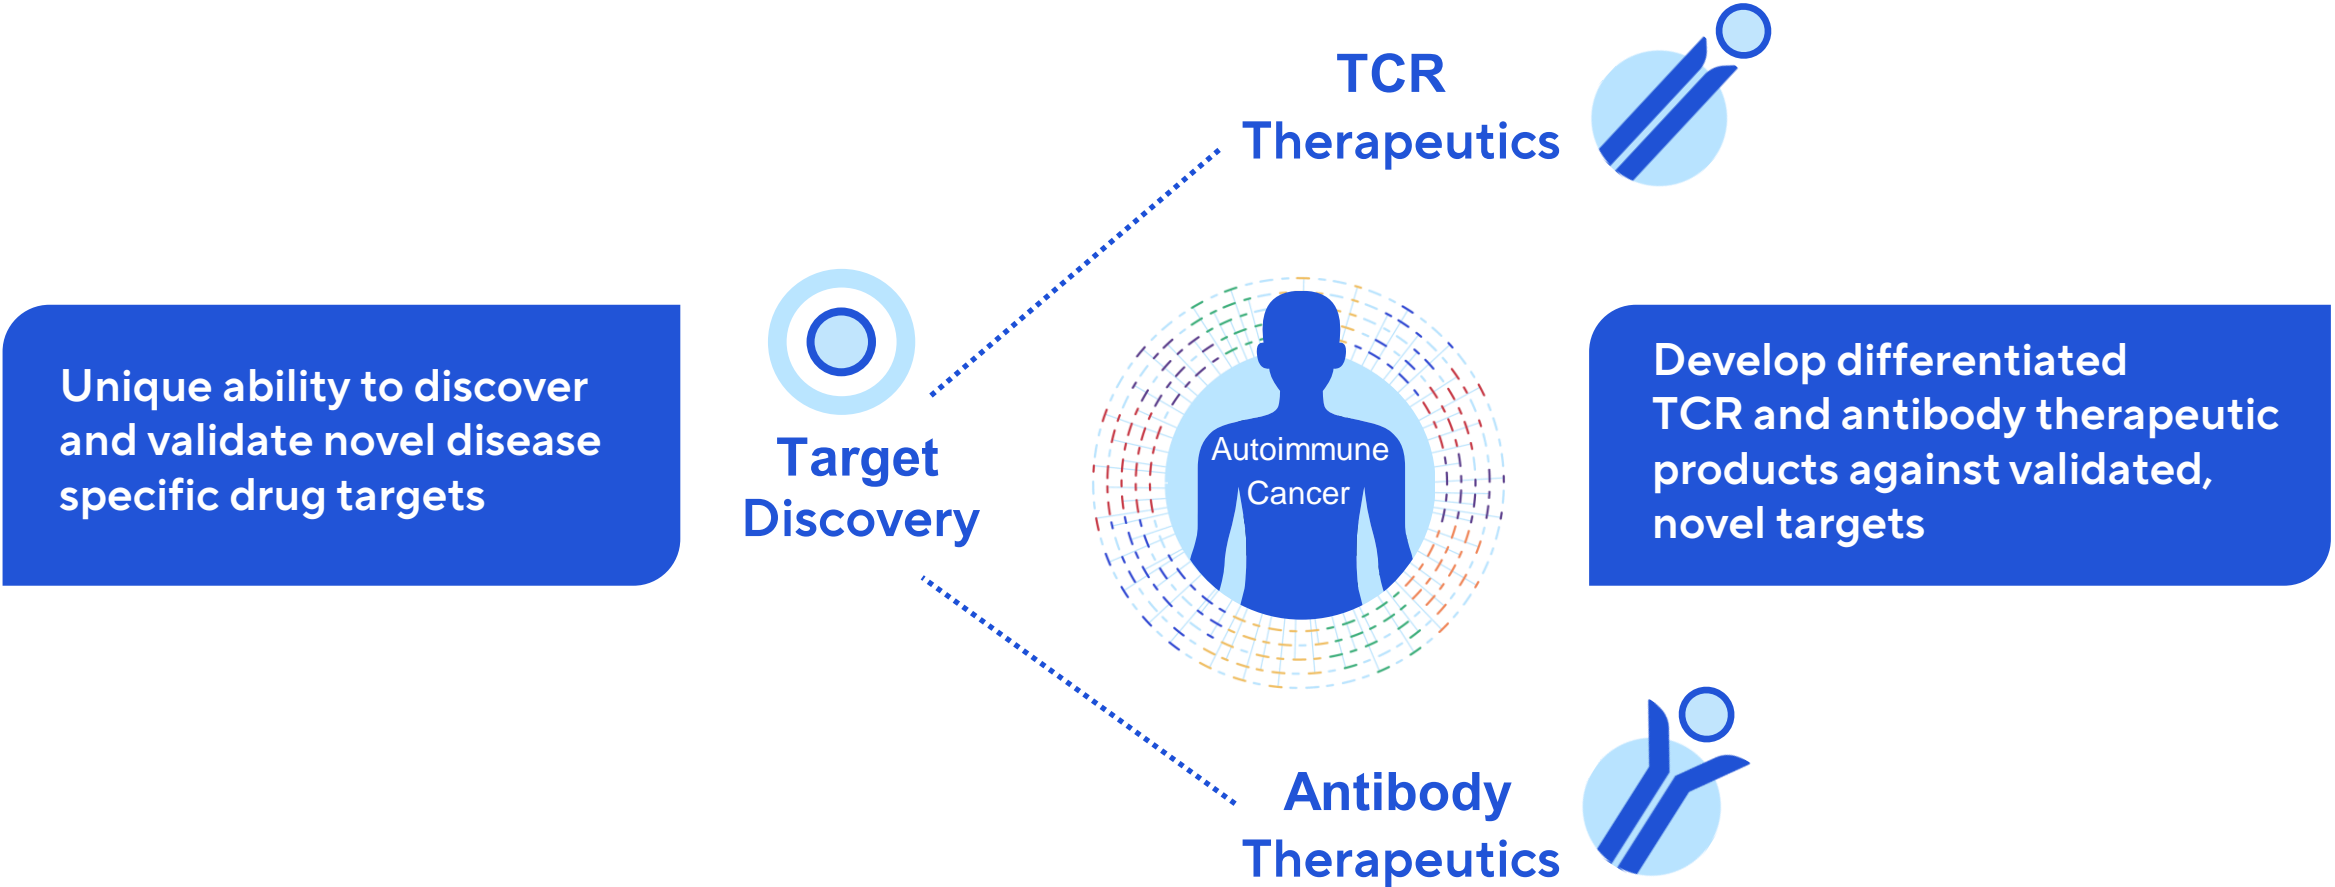 TCR
Therapeutics
Unique ability to discover
and validate novel disease
specific drug targets
Target
Discovery
Autoimmune
Cancer
Develop differentiated
TCR and antibody therapeutic
products against validated,
novel targets
Antibody
Therapeutics